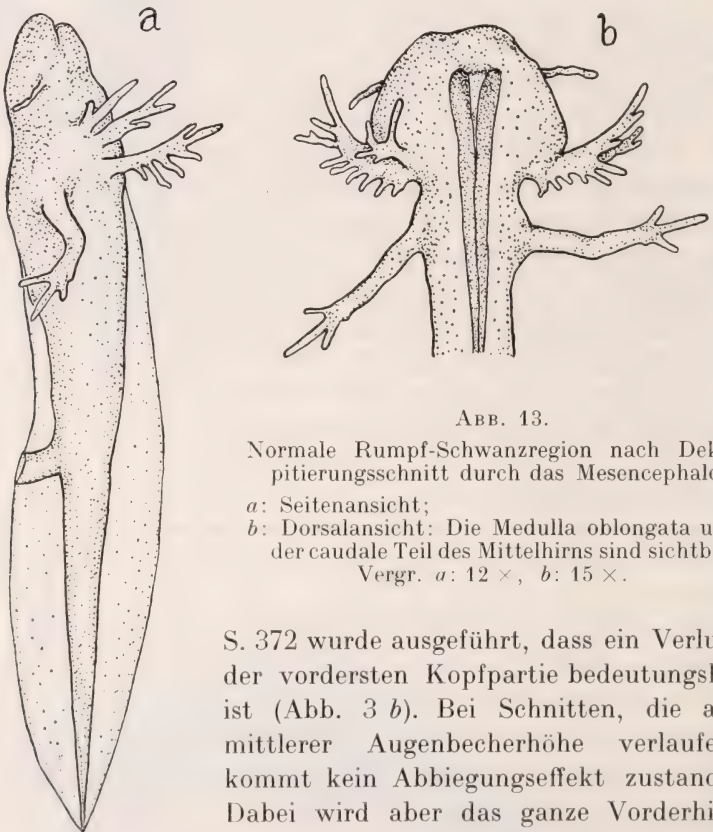 a
b
ABB. 13.
Normale Rumpf-Schwanzregion nach Dek
pitierungsschnitt durch das Mesencephalo
a: Seitenansicht;
b: Dorsalansicht: Die Medulla oblongata u
der caudale Teil des Mittelhirns sind sichtb
Vergr. a: 12 ×, b: 15 ×.
S. 372 wurde ausgeführt, dass ein Verlu
der vordersten Kopfpartie bedeutungsl
ist (Abb. 3 b). Bei Schnitten, die a
mittlerer Augenbecherhöhe verlaufe
kommt kein Abbiegungseffekt zustand
Dabei wird aber das ganze Vorderhi